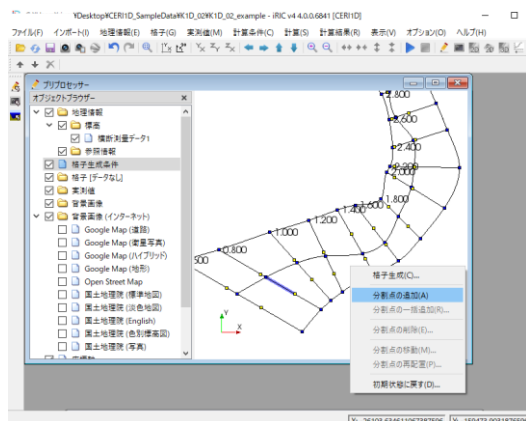 ¥Desktop¥CERI1D_SampleData¥K1D_02¥K1D_02_example - iRIC v4 4.0.0.6841 [CERI1D]
ファイル(F) インポート(I) 地理情報(E) 格子(G) 実測値(M) 計算条件(C) 計算(S) 計算結果(R) 表示(V) オプション(O) ヘルプ(H)
プリプロセッサー
オブジェクトブラウザー
地理情報
標高
横断測量データ1
参照情報
格子生成条件
格子 [データなし]
実測値
背景画像
背景画像 (インターネット)
Google Map (道路)
Google Map (衛星写真)
Google Map (ハイブリッド)
Google Map (地形)
Open Street Map
国土地理院 (標準地図)
国土地理院 (淡色地図)
国土地理院 (English)
国土地理院 (色別標高図)
国土地理院 (写真)
2.800
2.600
2.400
2.200
2.000
1.800
1.600
1.400
1.200
1.000
0.800
500
Y
X
格子生成(C)...
分割点の追加(A)
分割点の一括追加(R)...
分割点の削除(E)...
分割点の移動(M)...
分割点の再配置(P)...
初期状態に戻す(D)...